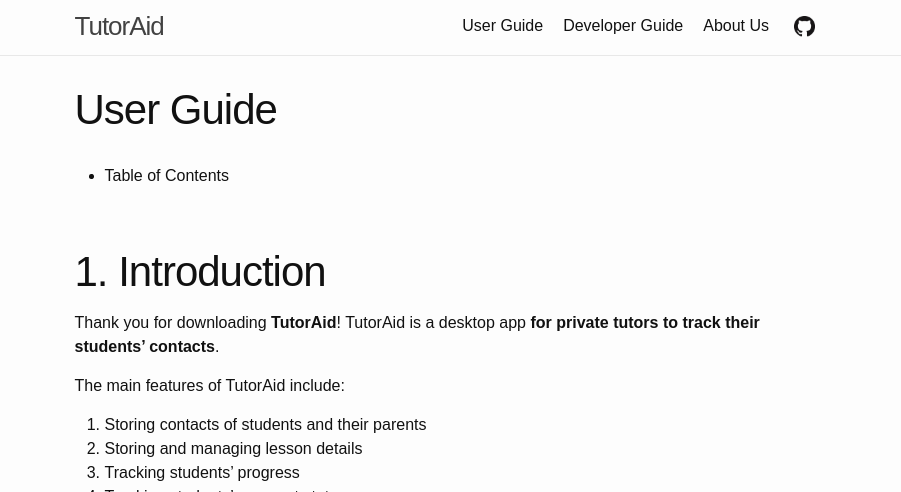 TutorAid
User Guide
Developer Guide
About Us
User Guide
Table of Contents
1. Introduction
Thank you for downloading TutorAid! TutorAid is a desktop app for private tutors to track their
students’ contacts.
The main features of TutorAid include:
1. Storing contacts of students and their parents
2. Storing and managing lesson details
3. Tracking students’ progress